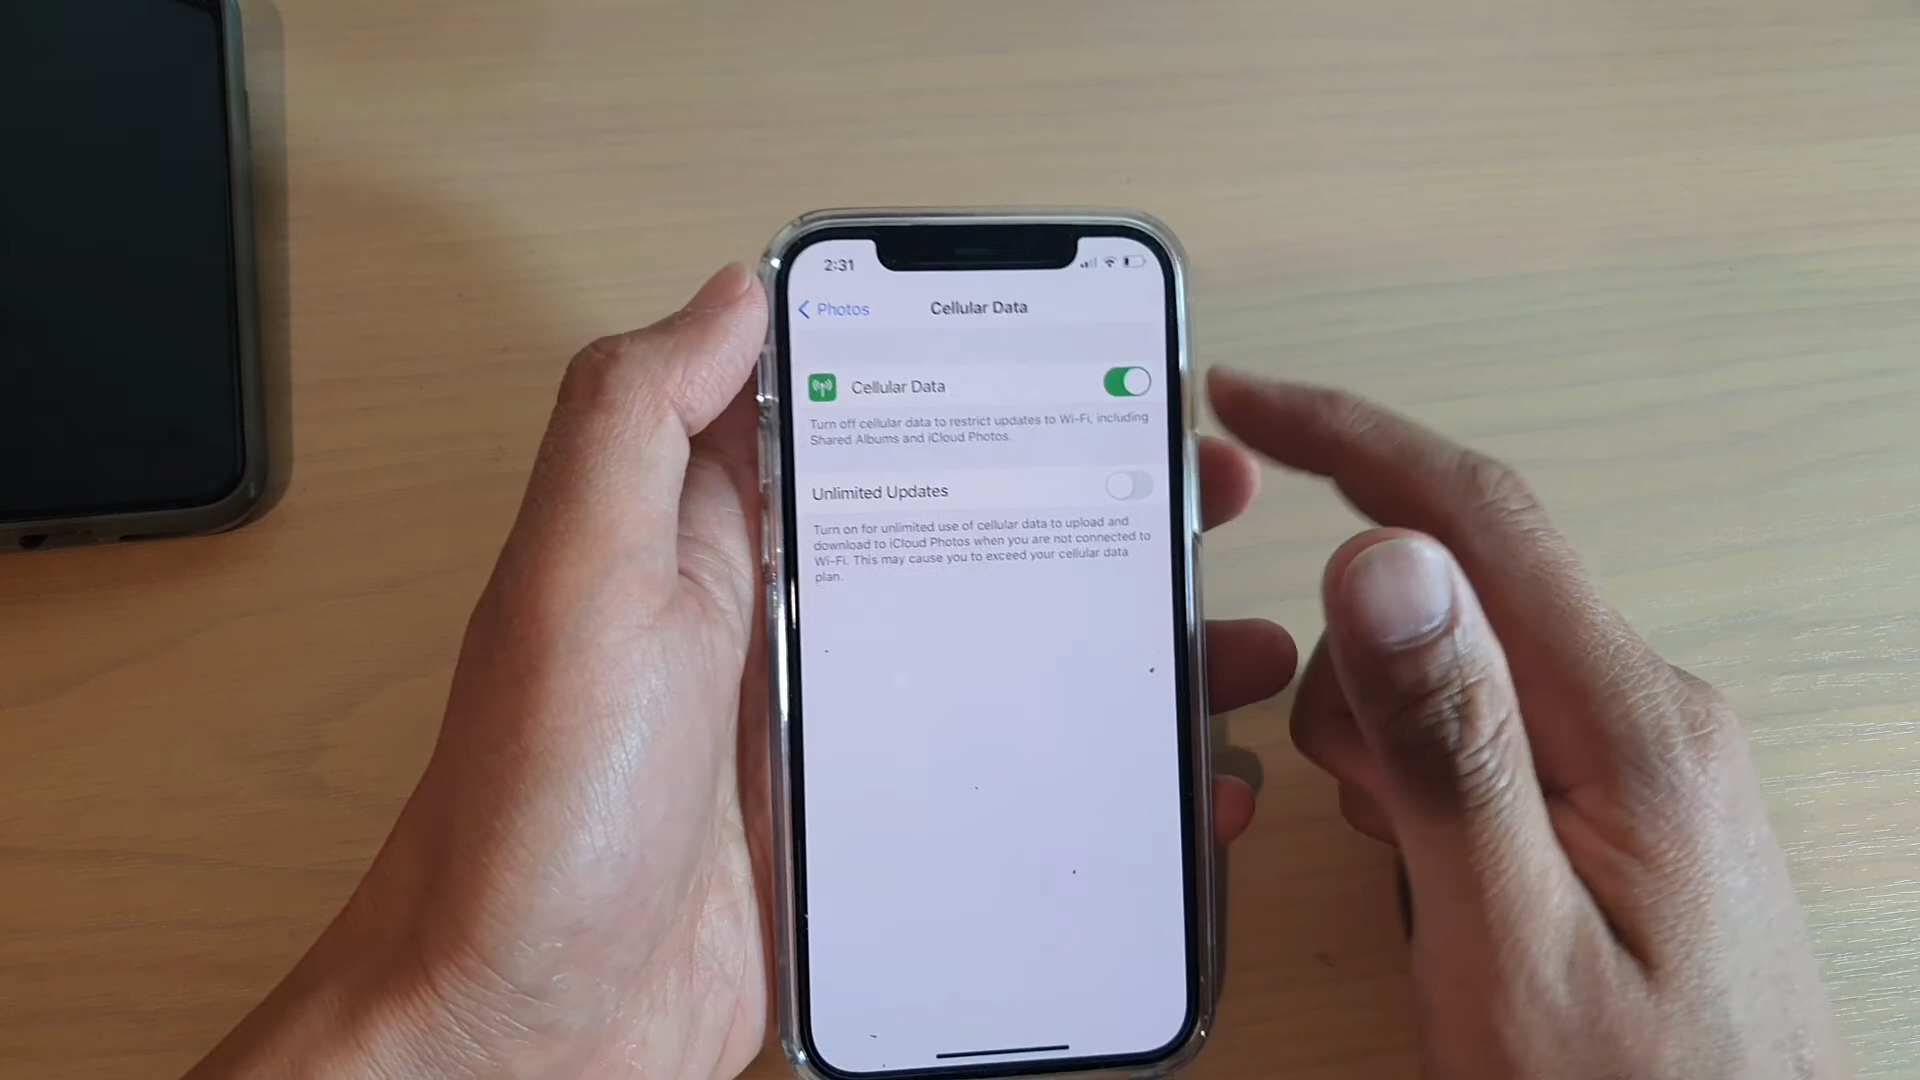 2:31
Photos Cellular Data
Cellular Data
Turn off cellular data to restrict updates to Wi-Fi, including
Shared Albums and iCloud Photos.
Unlimited Updates
Turn on for unlimited use of cellular data to upload and
download to iCloud Photos when you are not connected to
Wi-Fi. This may cause you to exceed your cellular data
plan.